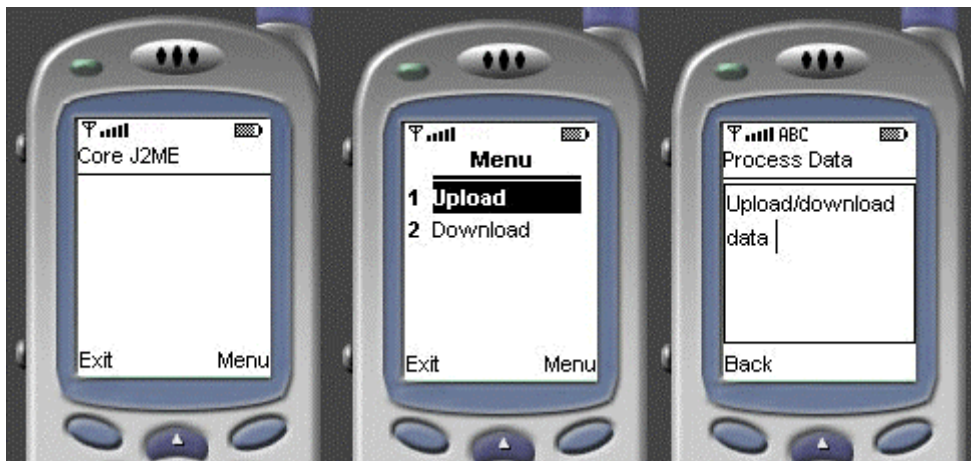 Core J2ME
Exit Menu
Menu
1 Upload
2 Download
Exit Menu
ABC
Process Data
Upload/download
data
Back